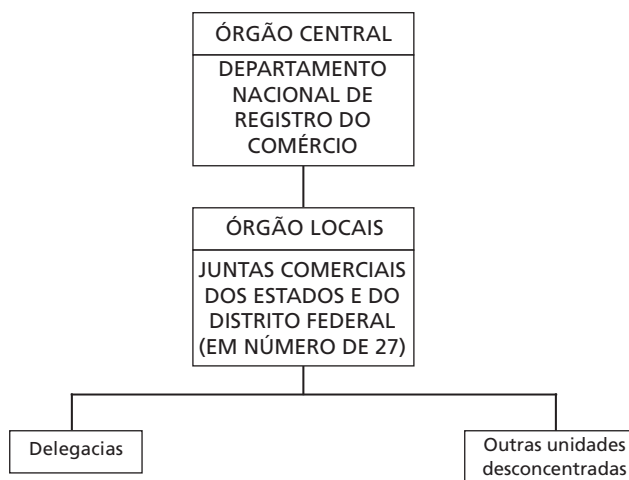 ÓRGÃO CENTRAL
DEPARTAMENTO
NACIONAL DE
REGISTRO DO
COMÉRCIO
ÓRGÃO LOCAIS
JUNTAS COMERCIAIS
DOS ESTADOS E DO
DISTRITO FEDERAL
(EM NÚMERO DE 27)
Delegacias
Outras unidades
desconcentradas